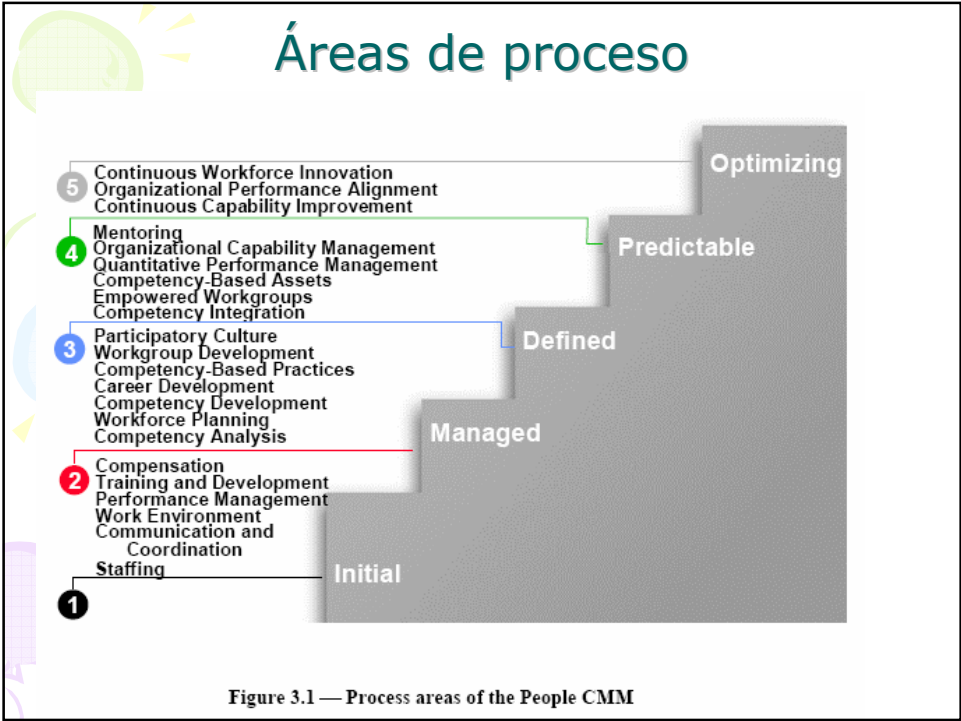 Áreas de proceso
Optimizing
5
Continuous Workforce Innovation
Organizational Performance Alignment
Continuous Capability Improvement
Predictable
4
Mentoring
Organizational Capability Management
Quantitative Performance Management
Competency-Based Assets
Empowered Workgroups
Competency Integration
Defined
3
Participatory Culture
Workgroup Development
Competency-Based Practices
Career Development
Competency Development
Workforce Planning
Competency Analysis
Managed
2
Compensation
Training and Development
Performance Management
Work Environment
Communication and
Coordination
Staffing
Initial
1
Figure 3.1 — Process areas of the People CMM